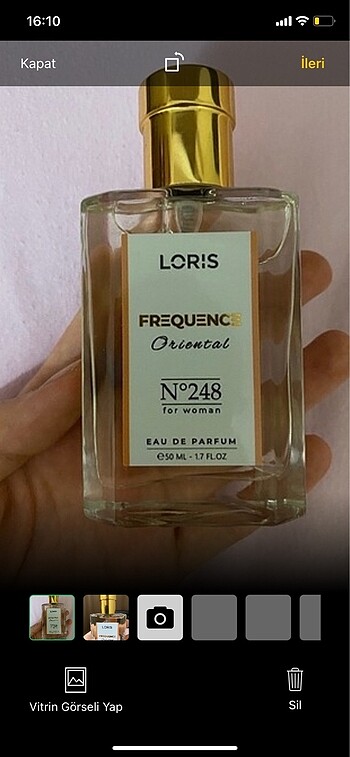 16:10
Kapat
İleri
LORIS
FREQUENCE
Oriental
N°248
for woman
EAU DE PARFUM
℮50 ML - 1.7 FL.OZ
LORIS
Vitrin Görseli Yap
Sil